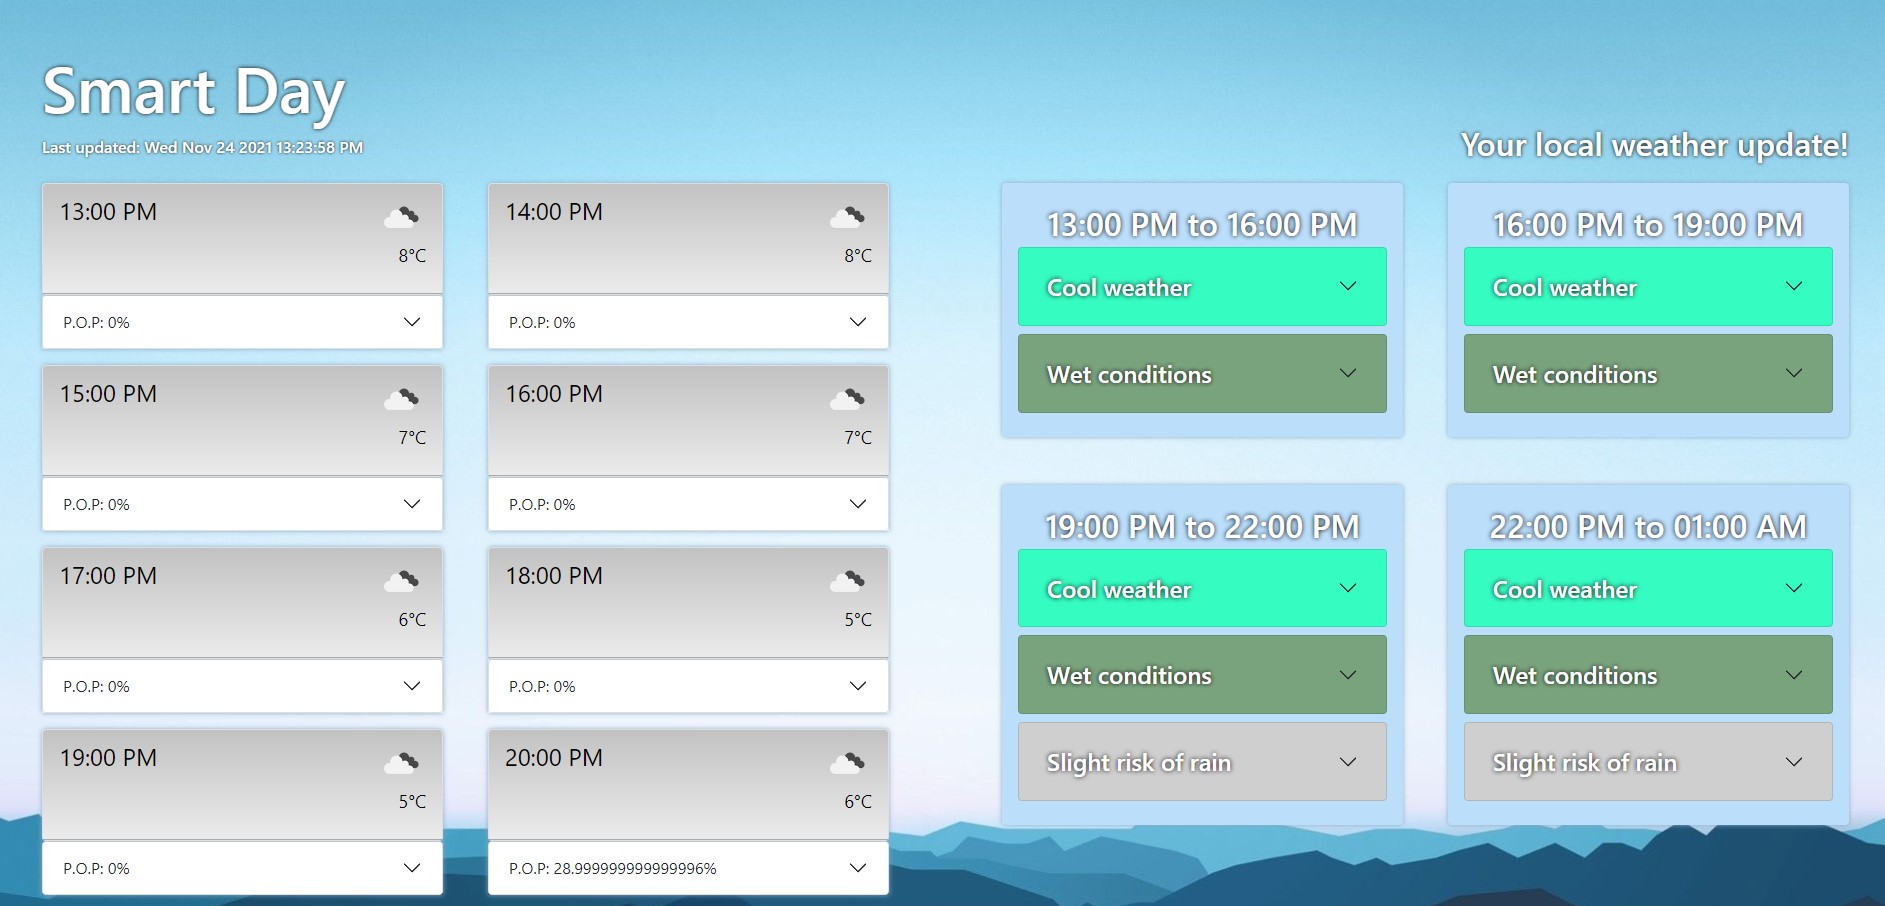 Smart Day
Last updated: Wed Nov 24 2021 13:23:58 PM
Your local weather update!
13:00 PM
8°C
P.O.P: 0%
14:00 PM
8°C
P.O.P: 0%
15:00 PM
7°C
P.O.P: 0%
16:00 PM
7°C
P.O.P: 0%
17:00 PM
6°C
P.O.P: 0%
18:00 PM
5°C
P.O.P: 0%
19:00 PM
5°C
P.O.P: 0%
20:00 PM
6°C
P.O.P: 28.999999999999996%
13:00 PM to 16:00 PM
Cool weather
Wet conditions
16:00 PM to 19:00 PM
Cool weather
Wet conditions
19:00 PM to 22:00 PM
Cool weather
Wet conditions
Slight risk of rain
22:00 PM to 01:00 AM
Cool weather
Wet conditions
Slight risk of rain